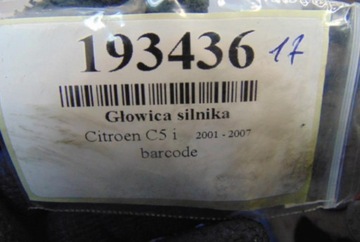 193436 17
Głowica silnika
Citroen C5 i 2001 - 2007
barcode